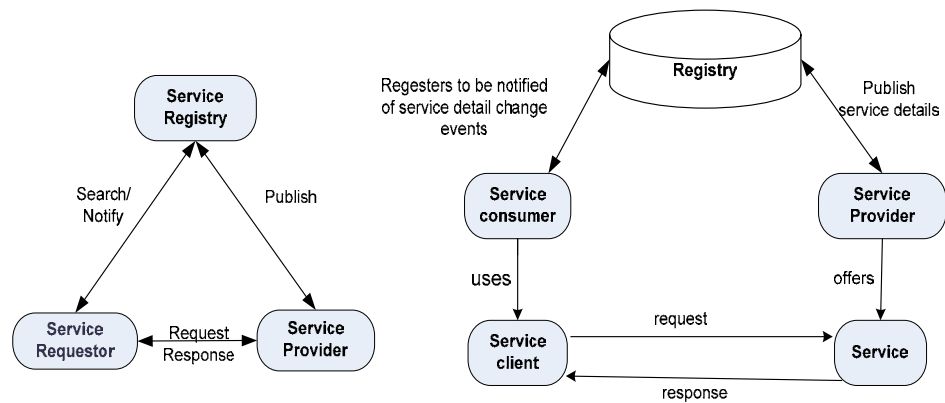 Service
Registry
Search/
Notify
Publish
Service
Requestor
Request
Response
Service
Provider
Registry
Regesters to be notified
of service detail change
events
Publish
service details
Service
consumer
Service
Provider
uses
offers
Service
client
request
Service
response